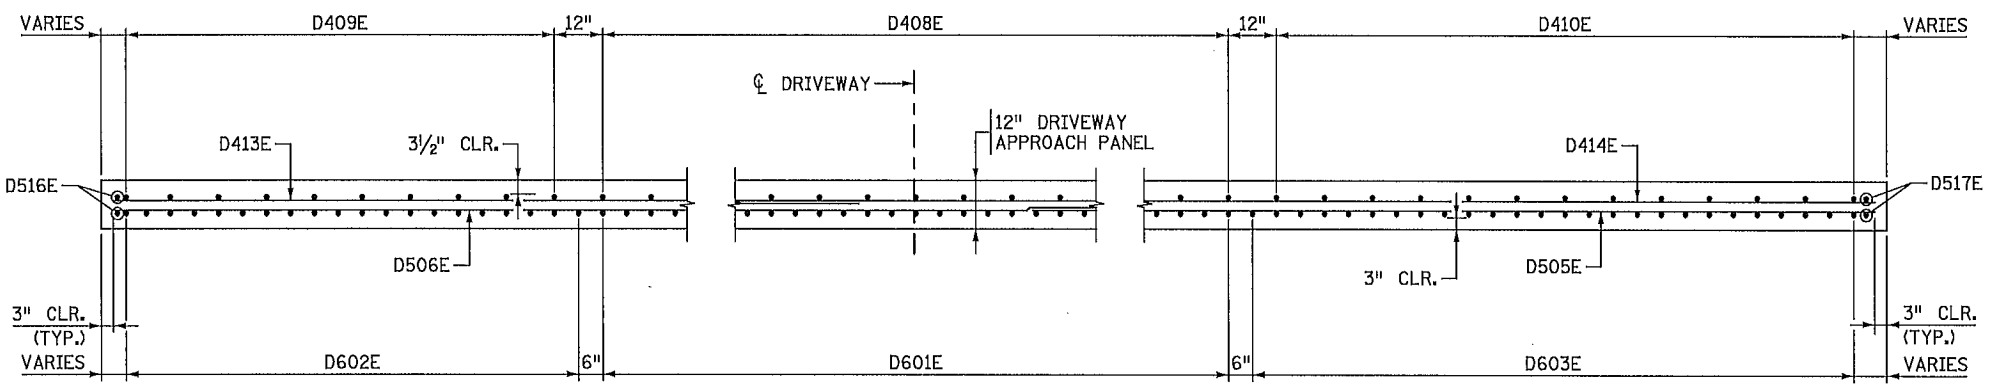 VARIES
D409E
12"
D408E
12"
D410E
VARIES
℄ DRIVEWAY
12" DRIVEWAY
APPROACH PANEL
D413E
3½" CLR.
D414E
D516E
D517E
D506E
3" CLR.
D505E
3" CLR.
(TYP.)
3" CLR.
(TYP.)
VARIES
D602E
6"
D601E
6"
D603E
VARIES